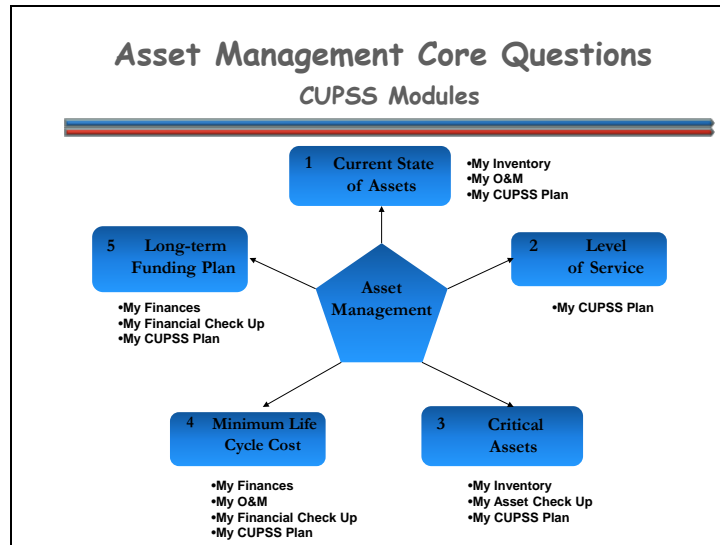 Asset Management Core Questions
CUPSS Modules
1 Current State
of Assets
•My Inventory
•My O&M
•My CUPSS Plan
2 Level
of Service
•My CUPSS Plan
3 Critical
Assets
•My Inventory
•My Asset Check Up
•My CUPSS Plan
4 Minimum Life
Cycle Cost
•My Finances
•My O&M
•My Financial Check Up
•My CUPSS Plan
5 Long-term
Funding Plan
•My Finances
•My Financial Check Up
•My CUPSS Plan
Asset
Management